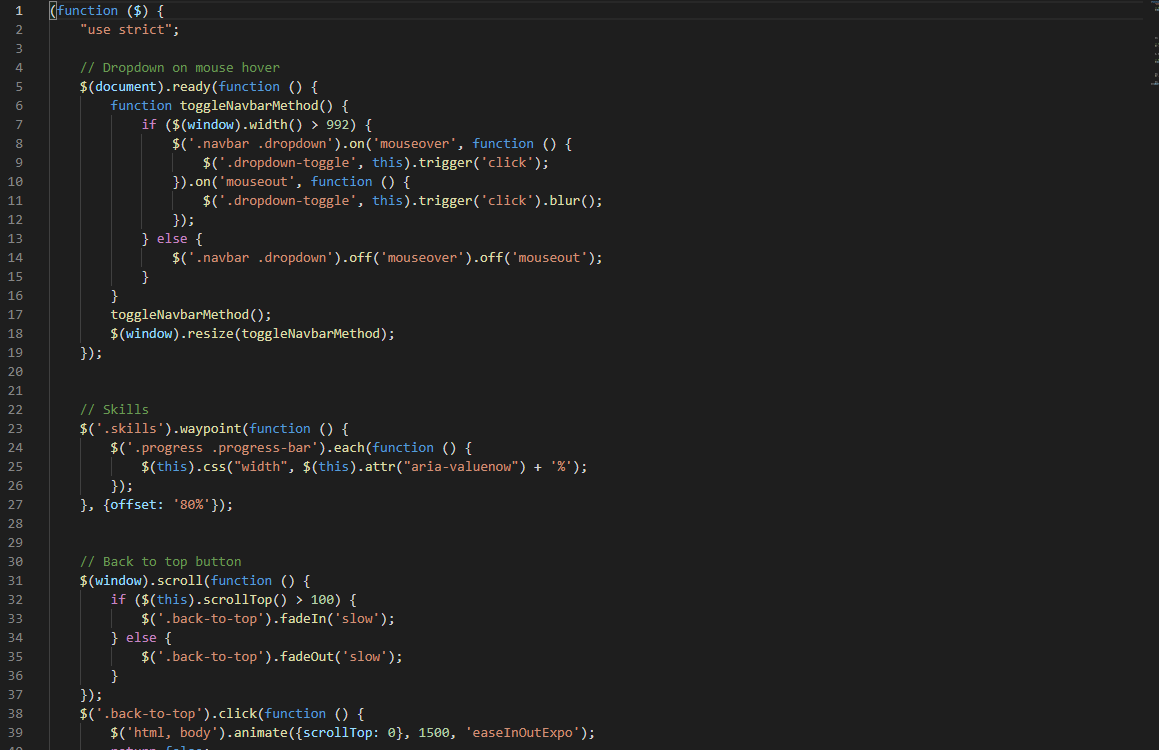 1 (function ($) {
2 "use strict";
3
4 // Dropdown on mouse hover
5 $(document).ready(function () {
6 function toggleNavbarMethod() {
7 if ($(window).width() > 992) {
8 $('.navbar .dropdown').on('mouseover', function () {
9 $('.dropdown-toggle', this).trigger('click');
10 }).on('mouseout', function () {
11 $('.dropdown-toggle', this).trigger('click').blur();
12 });
13 } else {
14 $('.navbar .dropdown').off('mouseover').off('mouseout');
15 }
16 }
17 toggleNavbarMethod();
18 $(window).resize(toggleNavbarMethod);
19 });
20
21
22 // Skills
23 $('.skills').waypoint(function () {
24 $('.progress .progress-bar').each(function () {
25 $(this).css("width", $(this).attr("aria-valuenow") + '%');
26 });
27 }, {offset: '80%'});
28
29
30 // Back to top button
31 $(window).scroll(function () {
32 if ($(this).scrollTop() > 100) {
33 $('.back-to-top').fadeIn('slow');
34 } else {
35 $('.back-to-top').fadeOut('slow');
36 }
37 });
38 $('.back-to-top').click(function () {
39 $('html, body').animate({scrollTop: 0}, 1500, 'easeInOutExpo');